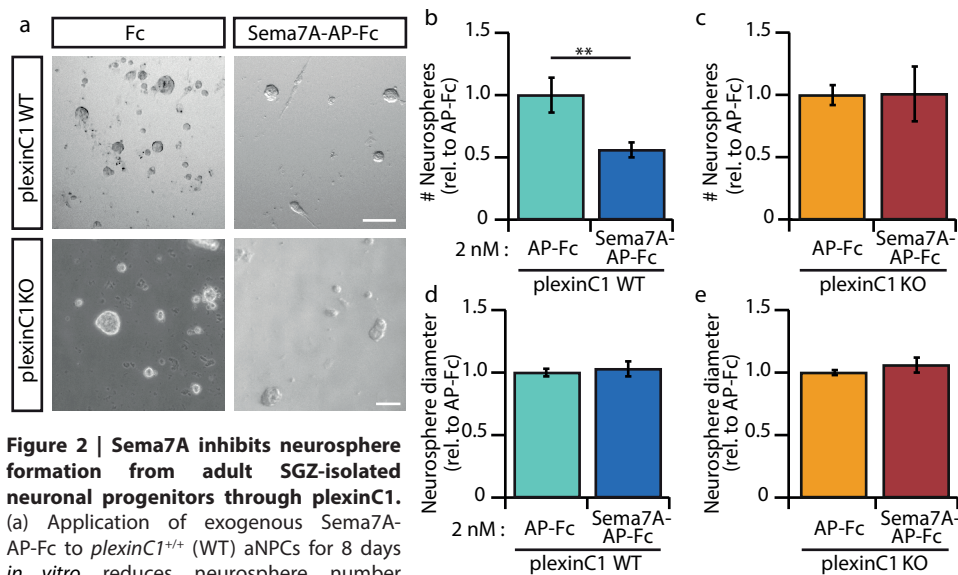 a
Fc
Sema7A-AP-Fc
plexinC1 WT
plexinC1 KO
b
# Neurospheres
(rel. to AP-Fc)
1.5
1.0
0.5
0
**
2 nM :
AP-Fc
Sema7A-
AP-Fc
plexinC1 WT
c
# Neurospheres
(rel. to AP-Fc)
1.5
1.0
0.5
0
AP-Fc
Sema7A-
AP-Fc
plexinC1 KO
d
Neurosphere diameter
(rel. to AP-Fc)
1.5
1.0
0.5
0
2 nM :
AP-Fc
Sema7A-
AP-Fc
plexinC1 WT
e
Neurosphere diameter
(rel. to AP-Fc)
1.5
1.0
0.5
0
AP-Fc
Sema7A-
AP-Fc
plexinC1 KO
Figure 2 | Sema7A inhibits neurosphere
formation from adult SGZ-isolated
neuronal progenitors through plexinC1.
(a) Application of exogenous Sema7A-
AP-Fc to plexinC1+/+ (WT) aNPCs for 8 days
in vitro reduces neurosphere number